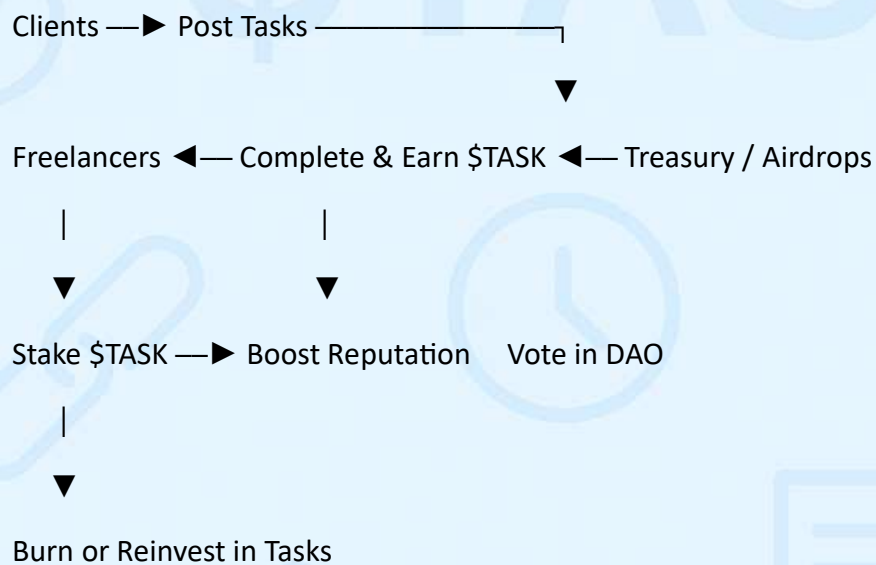 Clients —► Post Tasks ————————┐
▼
Freelancers ◄— Complete & Earn $TASK ◄— Treasury / Airdrops
| |
▼ ▼
Stake $TASK —► Boost Reputation Vote in DAO
|
▼
Burn or Reinvest in Tasks